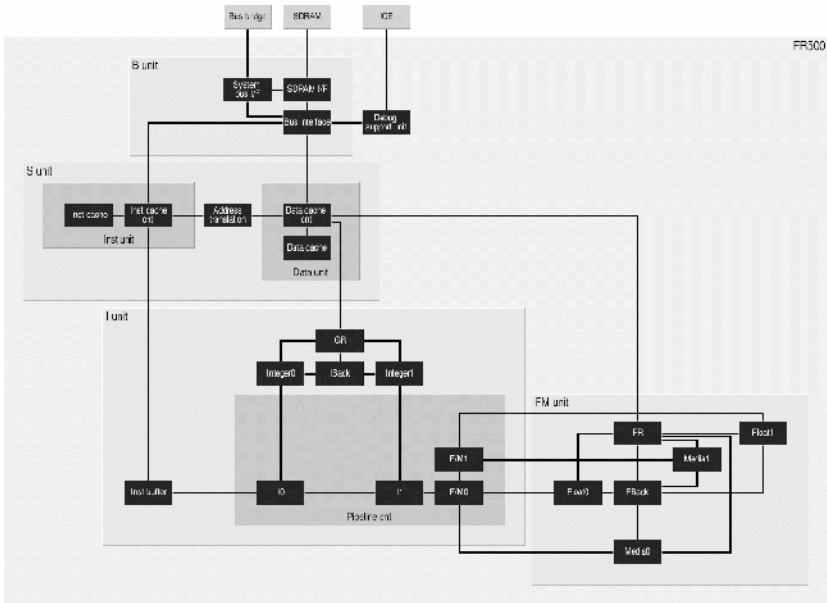 Bus bridge
SDRAM
ICE
FR500
B unit
System bus I/F
SDRAM I/F
Bus interface
Debug support unit
S unit
Inst cache
Inst cache cnt
Address translation
Data cache cnt
Data cache
Inst unit
Data unit
I unit
GR
Integer0
IBack
Integer1
FM unit
FR
Float1
F/M1
Media1
Inst buffer
I0
I1
F/M0
Float0
FBack
Pipeline cnt
Media0